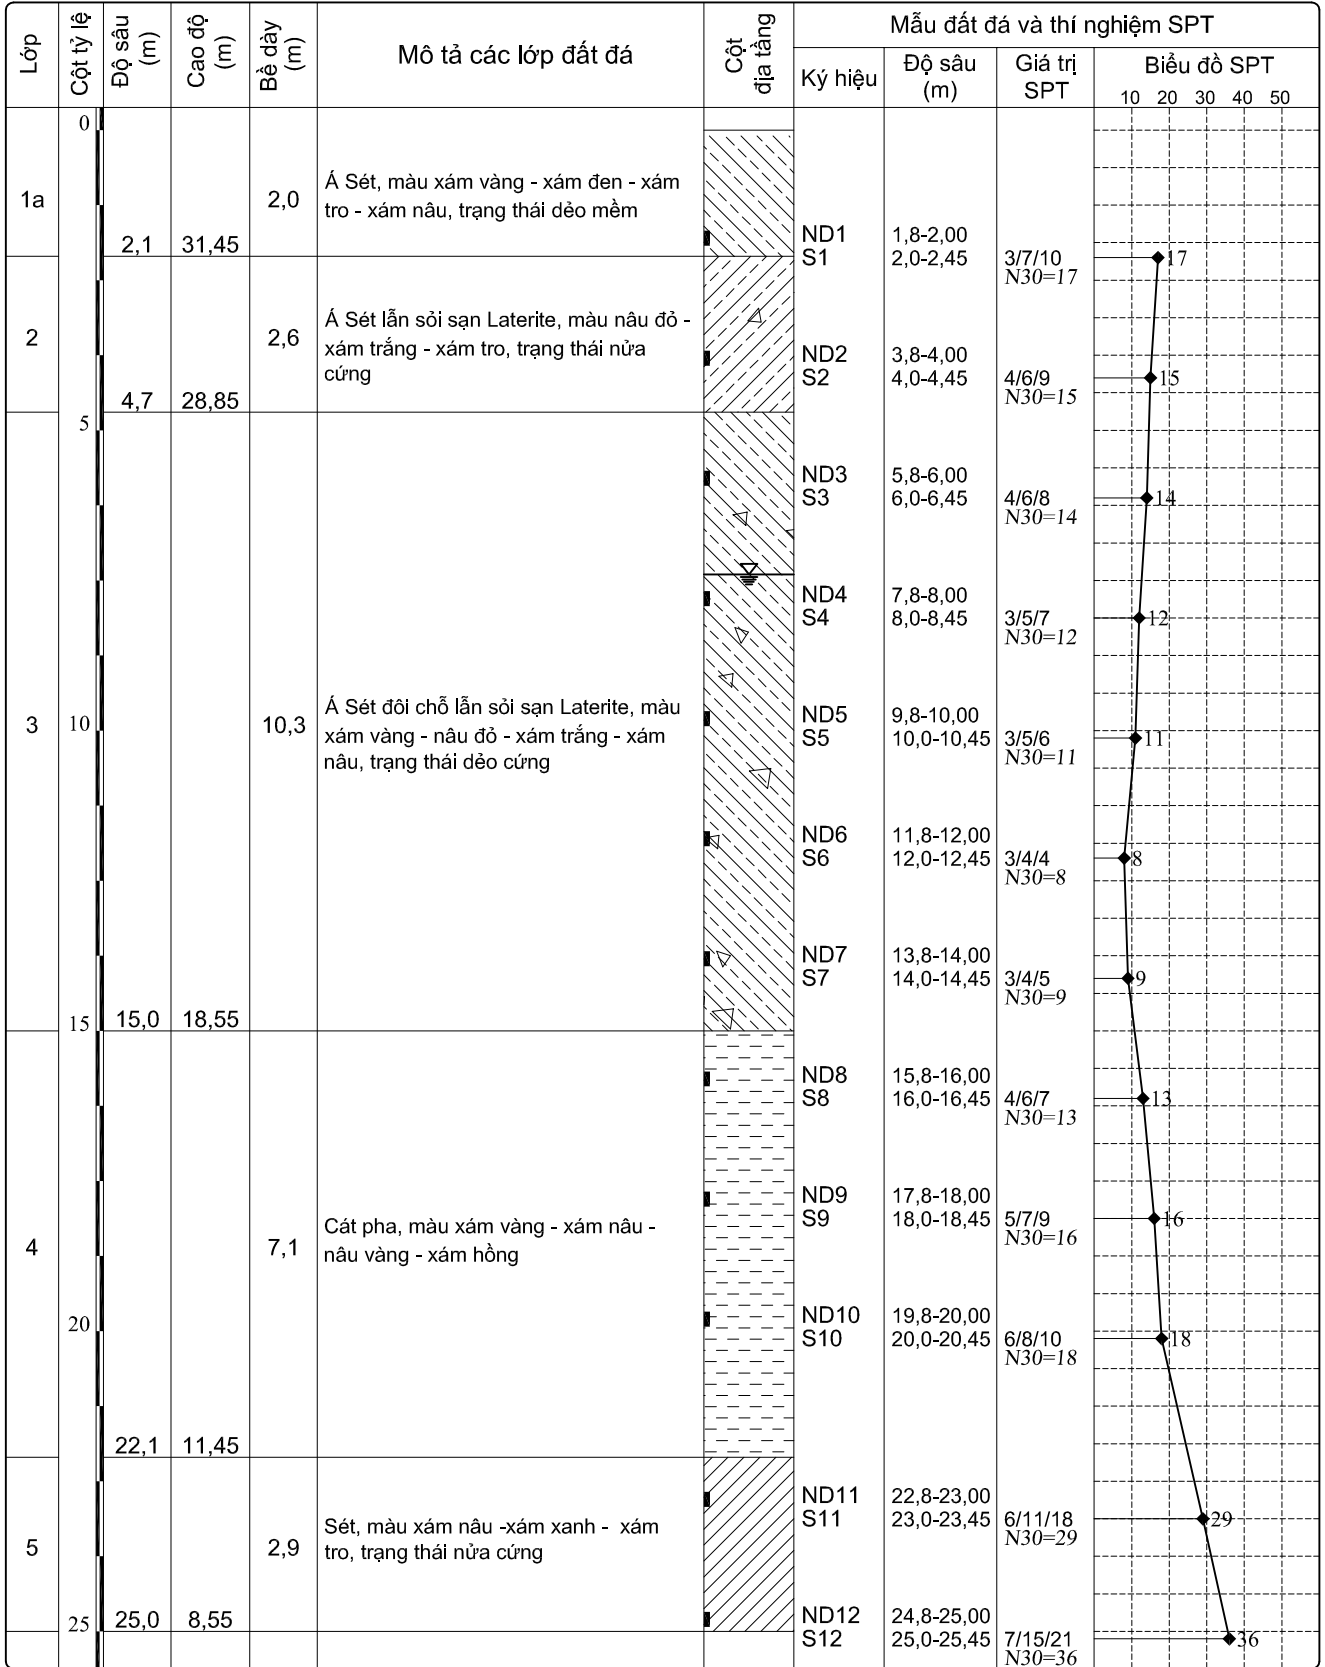 Lớp
Cột tỷ lệ
Độ sâu (m)
Cao độ (m)
Bề dày (m)
Mô tả các lớp đất đá
Cột địa tầng
Mẫu đất đá và thí nghiệm SPT
Ký hiệu
Độ sâu (m)
Giá trị SPT
Biểu đồ SPT
10 20 30 40 50
0
1a
2,1
31,45
2,0
Á Sét, màu xám vàng - xám đen - xám
tro - xám nâu, trạng thái dẻo mềm
ND1 1,8-2,00
S1 2,0-2,45 3/7/10 17
N30=17
2
4,7
28,85
2,6
Á Sét lẫn sỏi sạn Laterite, màu nâu đỏ -
xám trắng - xám tro, trạng thái nửa
cứng
ND2 3,8-4,00
S2 4,0-4,45 4/6/9 15
N30=15
5
3
15,0
18,55
10,3
Á Sét đôi chỗ lẫn sỏi sạn Laterite, màu
xám vàng - nâu đỏ - xám trắng - xám
nâu, trạng thái dẻo cứng
ND3 5,8-6,00
S3 6,0-6,45 4/6/8 14
N30=14
ND4 7,8-8,00
S4 8,0-8,45 3/5/7 12
N30=12
10
ND5 9,8-10,00
S5 10,0-10,45 3/5/6 11
N30=11
ND6 11,8-12,00
S6 12,0-12,45 3/4/4 8
N30=8
ND7 13,8-14,00
S7 14,0-14,45 3/4/5 9
N30=9
15
4
22,1
11,45
7,1
Cát pha, màu xám vàng - xám nâu -
nâu vàng - xám hồng
ND8 15,8-16,00
S8 16,0-16,45 4/6/7 13
N30=13
ND9 17,8-18,00
S9 18,0-18,45 5/7/9 16
N30=16
20
ND10 19,8-20,00
S10 20,0-20,45 6/8/10 18
N30=18
5
25,0
8,55
2,9
Sét, màu xám nâu -xám xanh - xám
tro, trạng thái nửa cứng
ND11 22,8-23,00
S11 23,0-23,45 6/11/18 29
N30=29
25
ND12 24,8-25,00
S12 25,0-25,45 7/15/21 36
N30=36